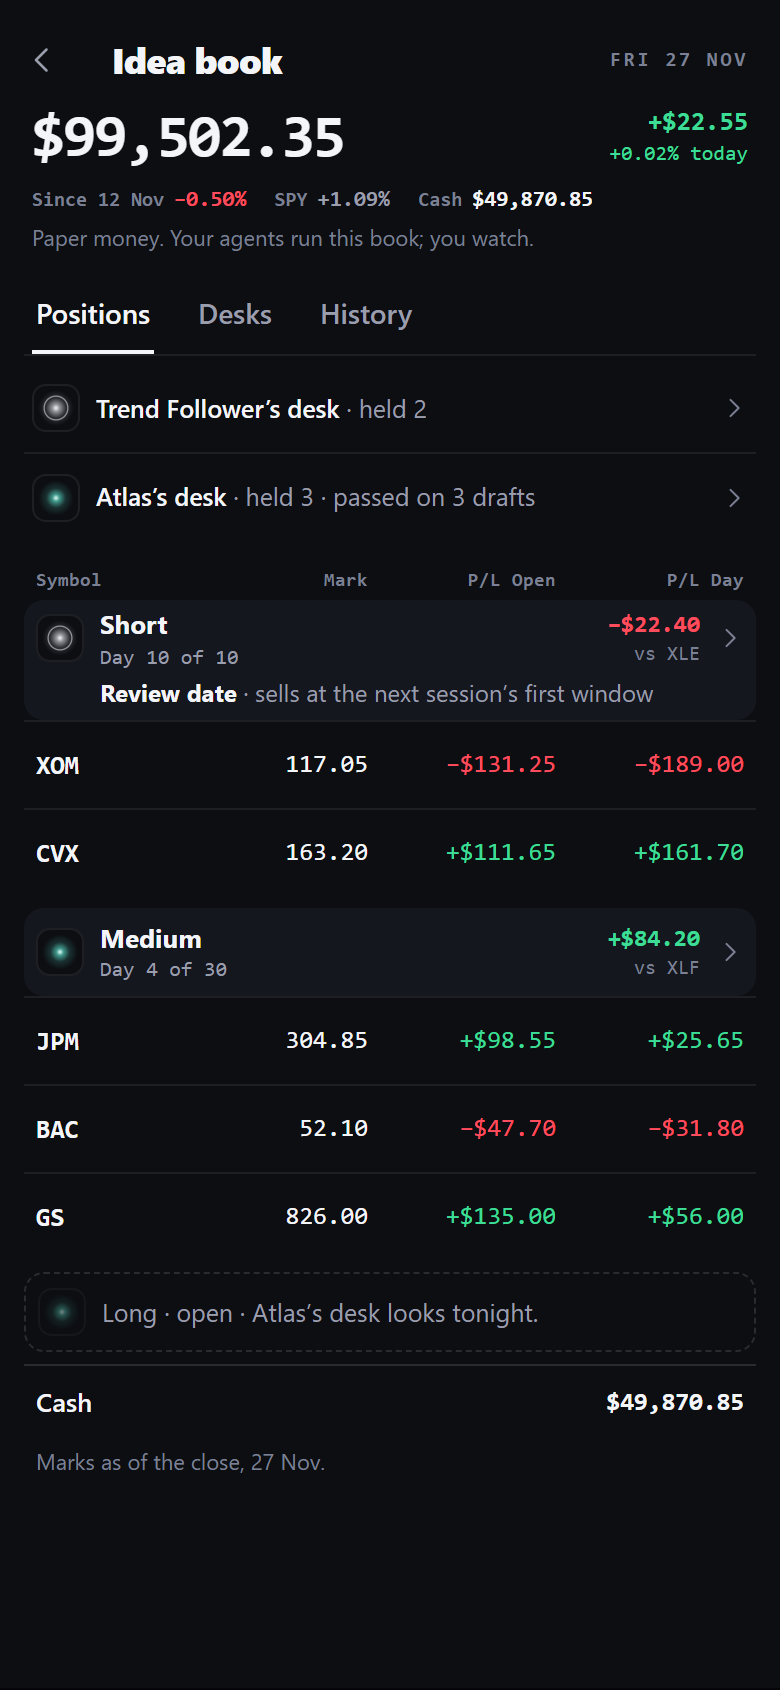 Idea book
FRI 27 NOV
$99,502.35
+$22.55
+0.02% today
Since 12 Nov −0.50% SPY +1.09% Cash $49,870.85
Paper money. Your agents run this book; you watch.
Positions Desks History
Trend Follower’s desk · held 2
Atlas’s desk · held 3 · passed on 3 drafts
Symbol Mark P/L Open P/L Day
Short −$22.40
Day 10 of 10 vs XLE
Review date · sells at the next session’s first window
XOM 117.05 −$131.25 −$189.00
CVX 163.20 +$111.65 +$161.70
Medium +$84.20
Day 4 of 30 vs XLF
JPM 304.85 +$98.55 +$25.65
BAC 52.10 −$47.70 −$31.80
GS 826.00 +$135.00 +$56.00
Long · open · Atlas’s desk looks tonight.
Cash $49,870.85
Marks as of the close, 27 Nov.